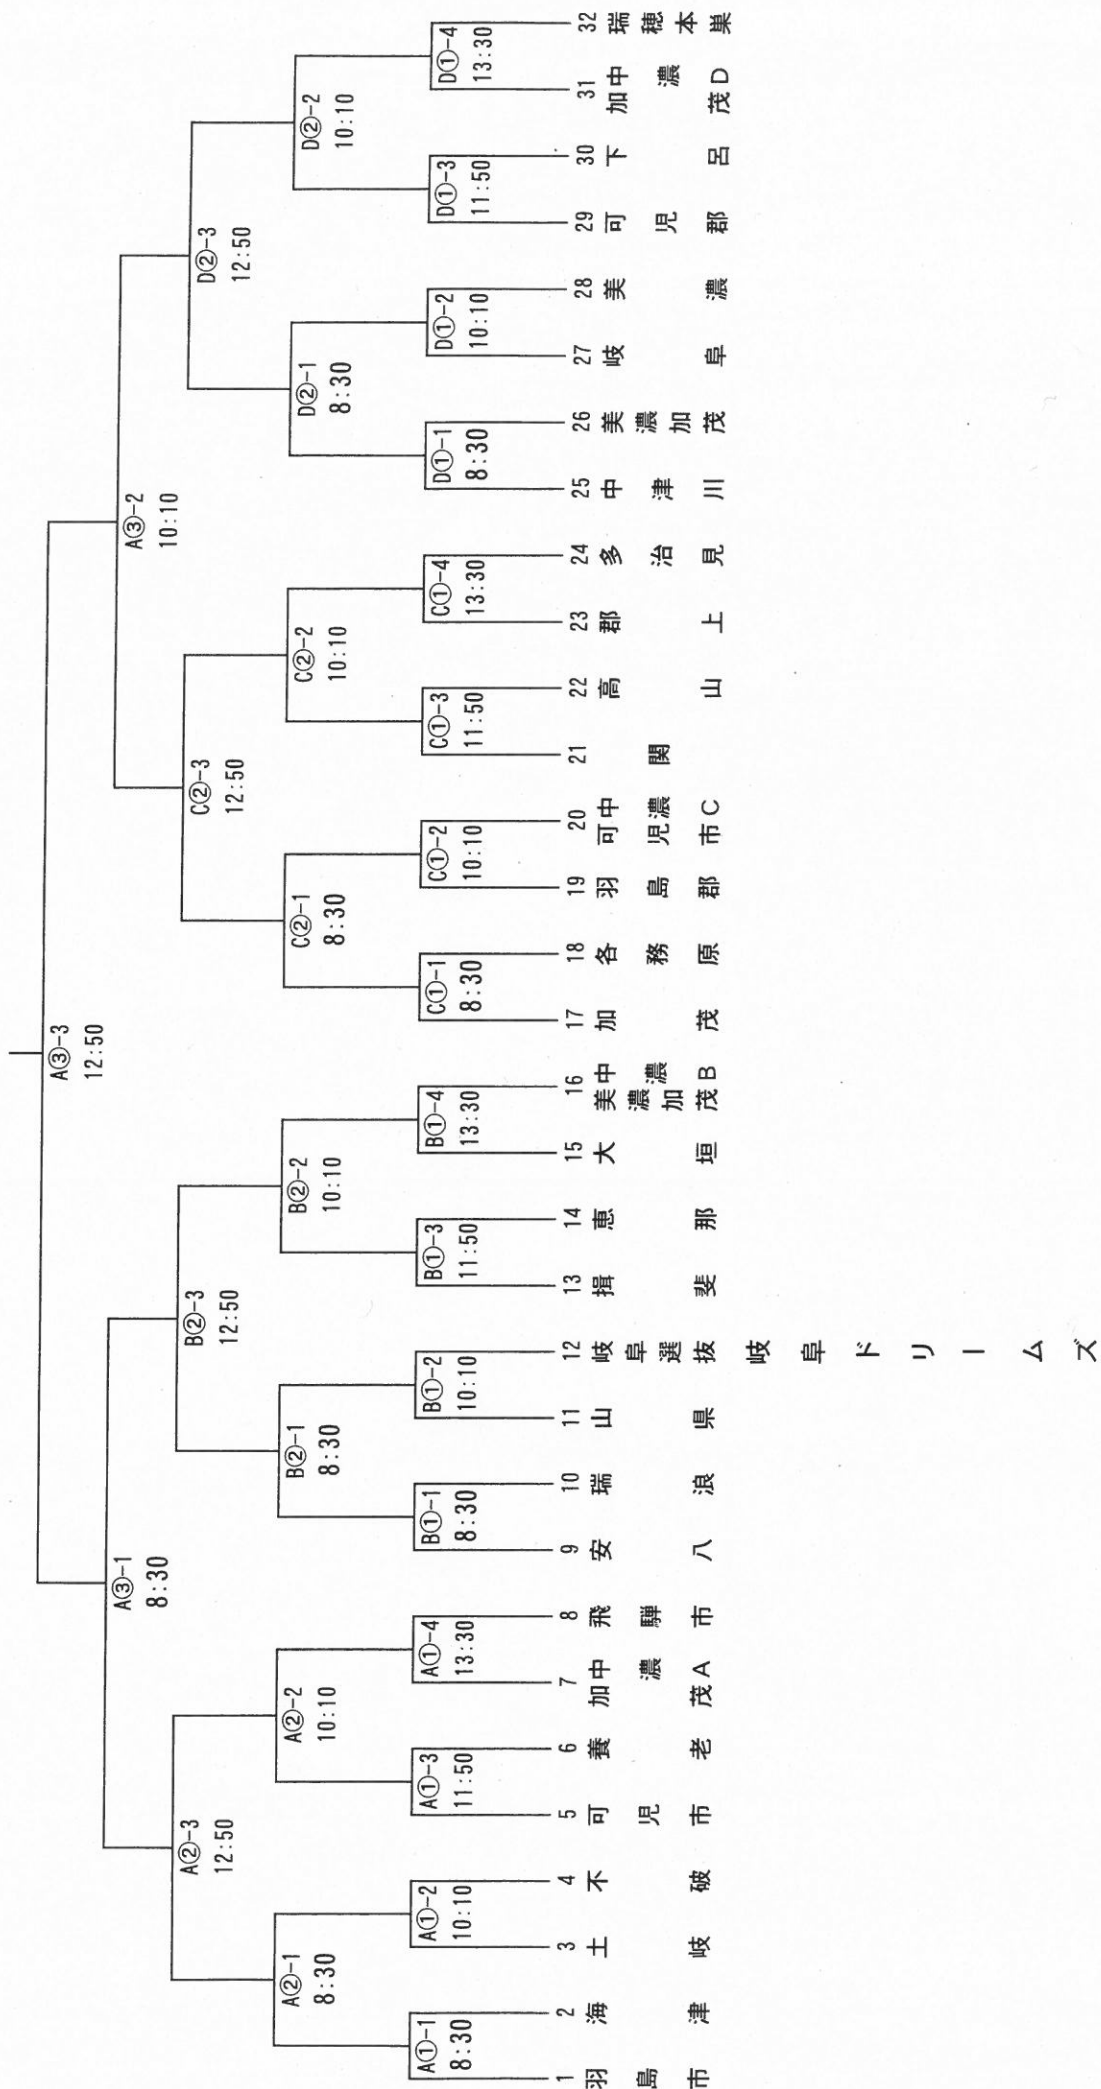 A③-3
12:50
A③-1
8:30
A③-2
10:10
A②-3
12:50
B②-3
12:50
C②-3
12:50
D②-3
12:50
A②-1
8:30
A②-2
10:10
B②-1
8:30
B②-2
10:10
C②-1
8:30
C②-2
10:10
D②-1
8:30
D②-2
10:10
A①-1
8:30
A①-2
10:10
A①-3
11:50
A①-4
13:30
B①-1
8:30
B①-2
10:10
B①-3
11:50
B①-4
13:30
C①-1
8:30
C①-2
10:10
C①-3
11:50
C①-4
13:30
D①-1
8:30
D①-2
10:10
D①-3
11:50
D①-4
13:30
1 羽島市
2 海津
3 土岐
4 不破
5 可児市
6 養老
7 中濃A
加茂
8 飛騨市
9 安八
10 瑞浪
11 山県
12 岐阜選抜 岐阜ドリームズ
13 揖斐
14 恵那
15 大垣
16 中濃B
美濃加茂
17 加茂
18 各務原
19 羽島郡
20 中濃C
可児市
21 関
22 高山
23 郡上
24 多治見
25 中津川
26 美濃加茂
27 岐阜
28 美濃
29 可児郡
30 下呂
31 中濃D
加茂
32 瑞穂本巣